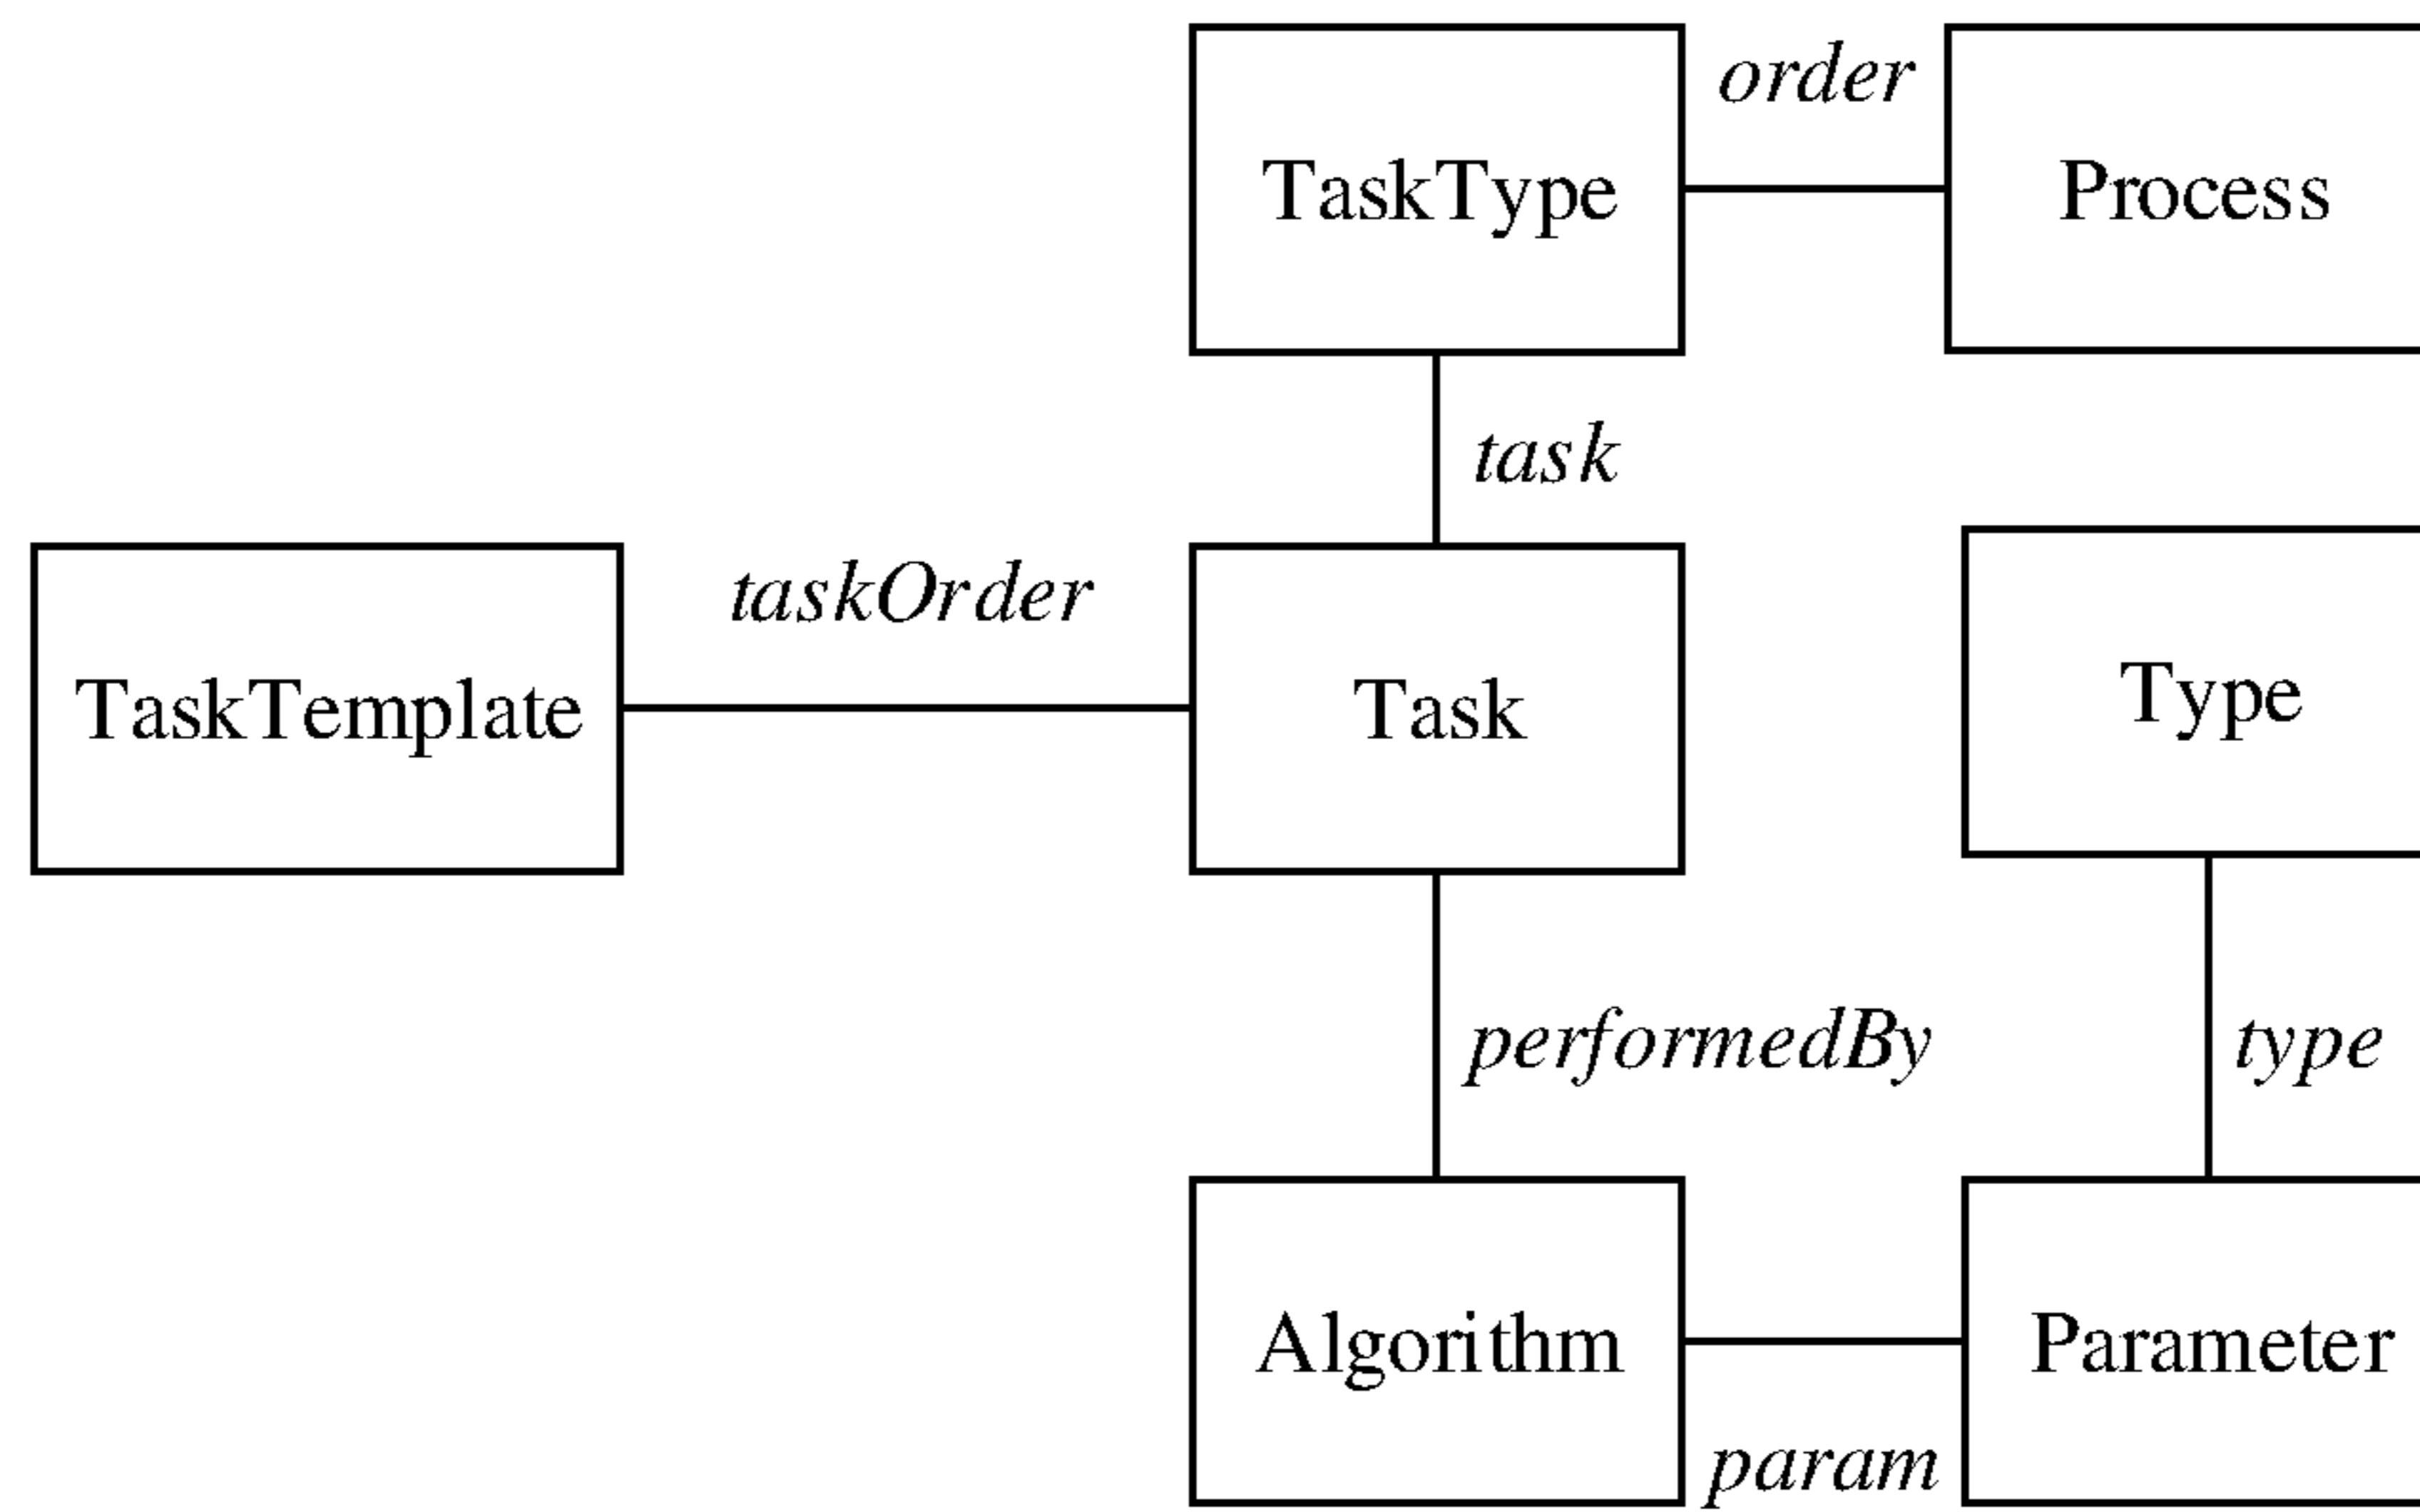 order
TaskType
Process
task
taskOrder
TaskTemplate
Task
Type
performedBy
type
Algorithm
Parameter
param